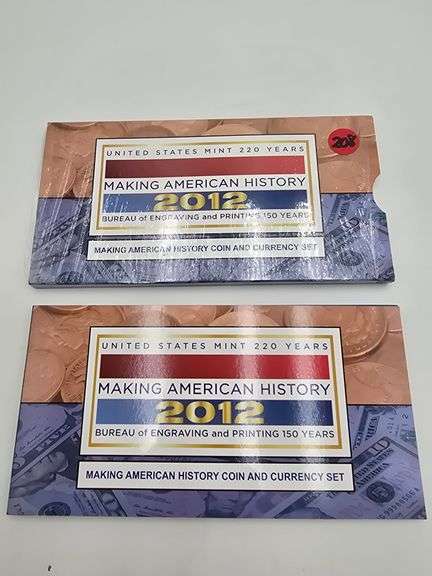 208
UNITED STATES MINT 220 YEARS
MAKING AMERICAN HISTORY
2012
BUREAU of ENGRAVING and PRINTING 150 YEARS
MAKING AMERICAN HISTORY COIN AND CURRENCY SET
UNITED STATES MINT 220 YEARS
MAKING AMERICAN HISTORY
2012
BUREAU of ENGRAVING and PRINTING 150 YEARS
MAKING AMERICAN HISTORY COIN AND CURRENCY SET